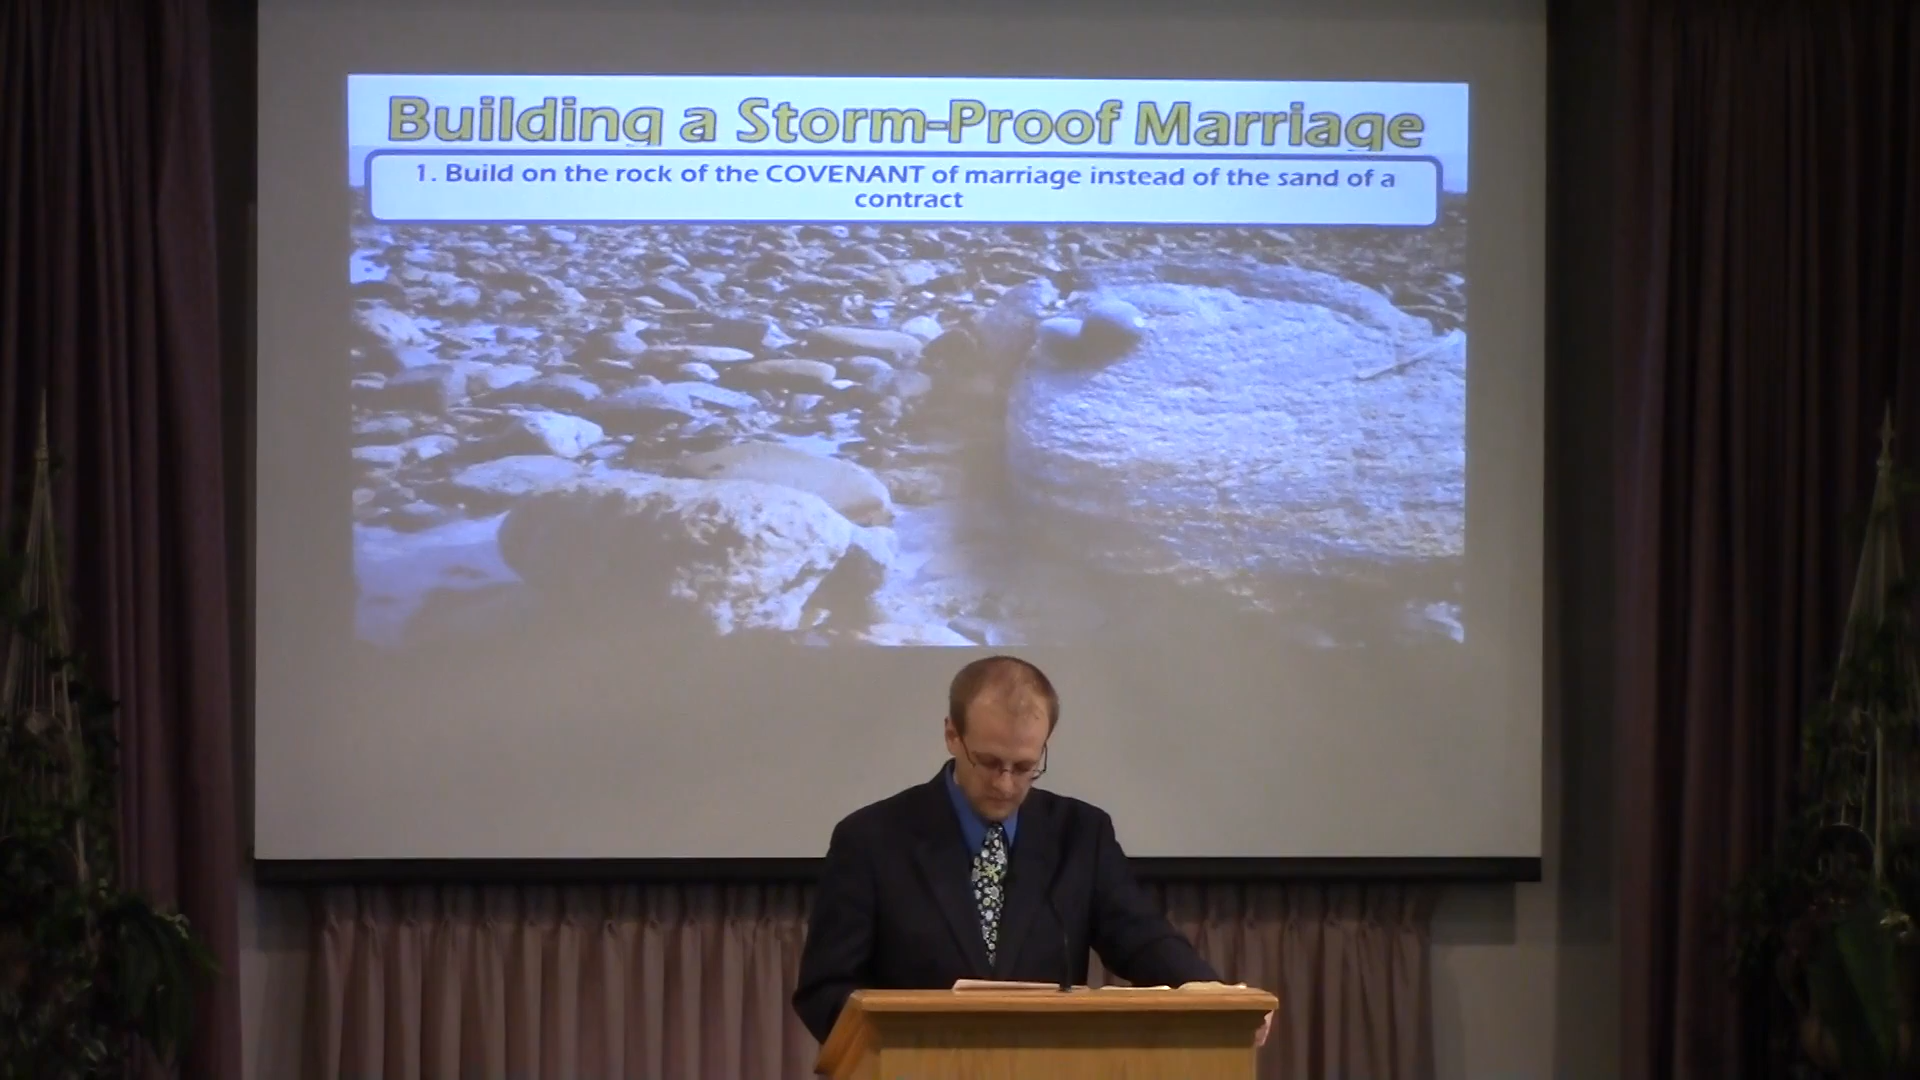 Building a Storm-Proof Marriage
1. Build on the rock of the COVENANT of marriage instead of the sand of a
contract